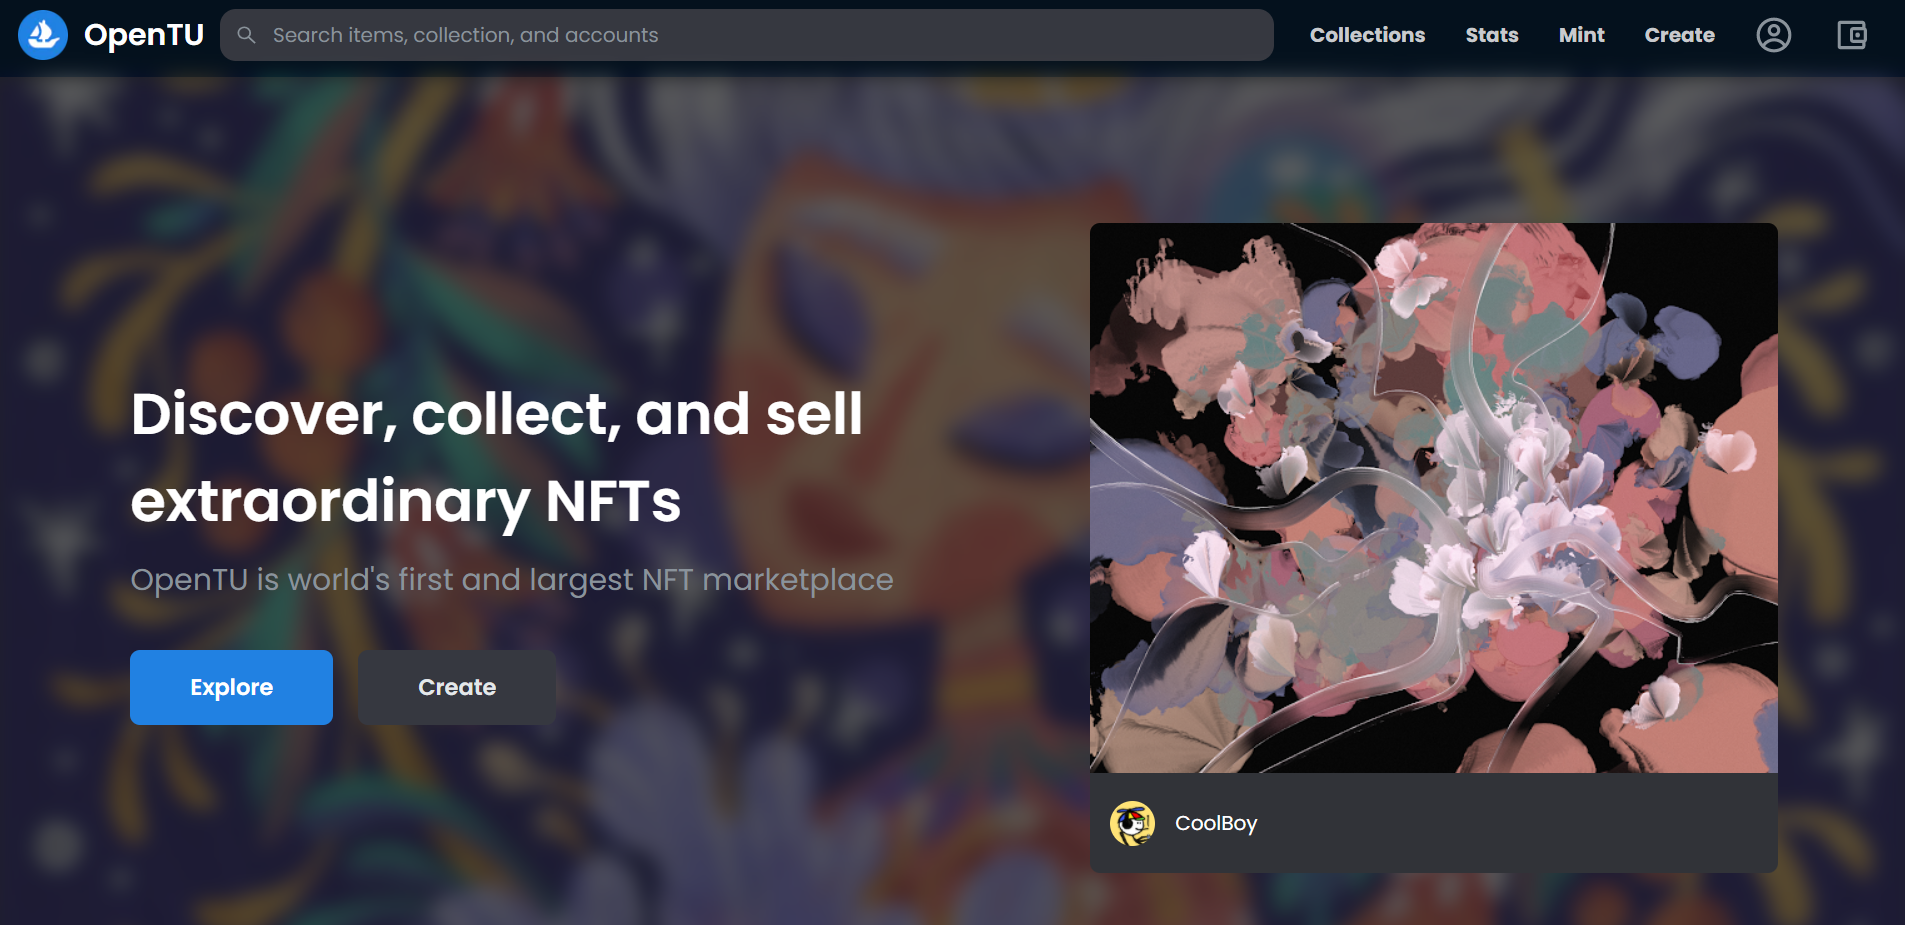 OpenTU
Search items, collection, and accounts
Collections
Stats
Mint
Create
Discover, collect, and sell
extraordinary NFTs
OpenTU is world's first and largest NFT marketplace
Explore
Create
CoolBoy